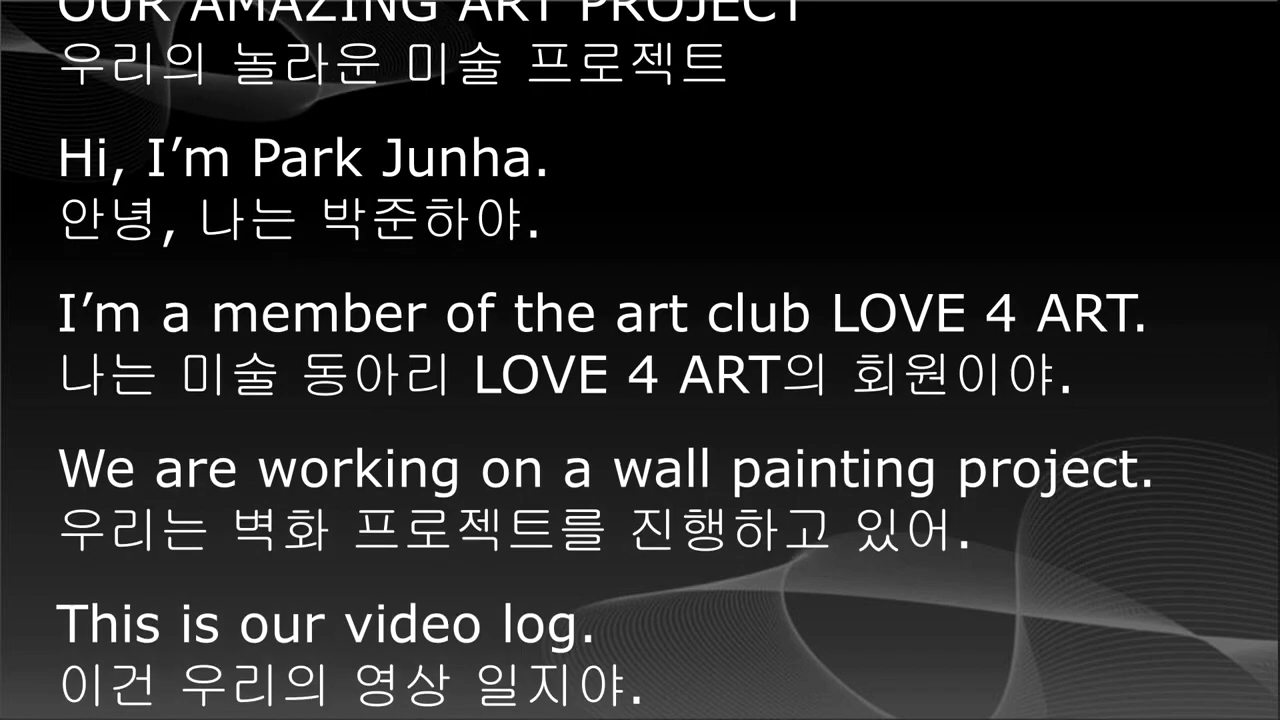 OUR AMAZING ART PROJECT
우리의 놀라운 미술 프로젝트
Hi, I’m Park Junha.
안녕, 나는 박준하야.
I’m a member of the art club LOVE 4 ART.
나는 미술 동아리 LOVE 4 ART의 회원이야.
We are working on a wall painting project.
우리는 벽화 프로젝트를 진행하고 있어.
This is our video log.
이건 우리의 영상 일지야.